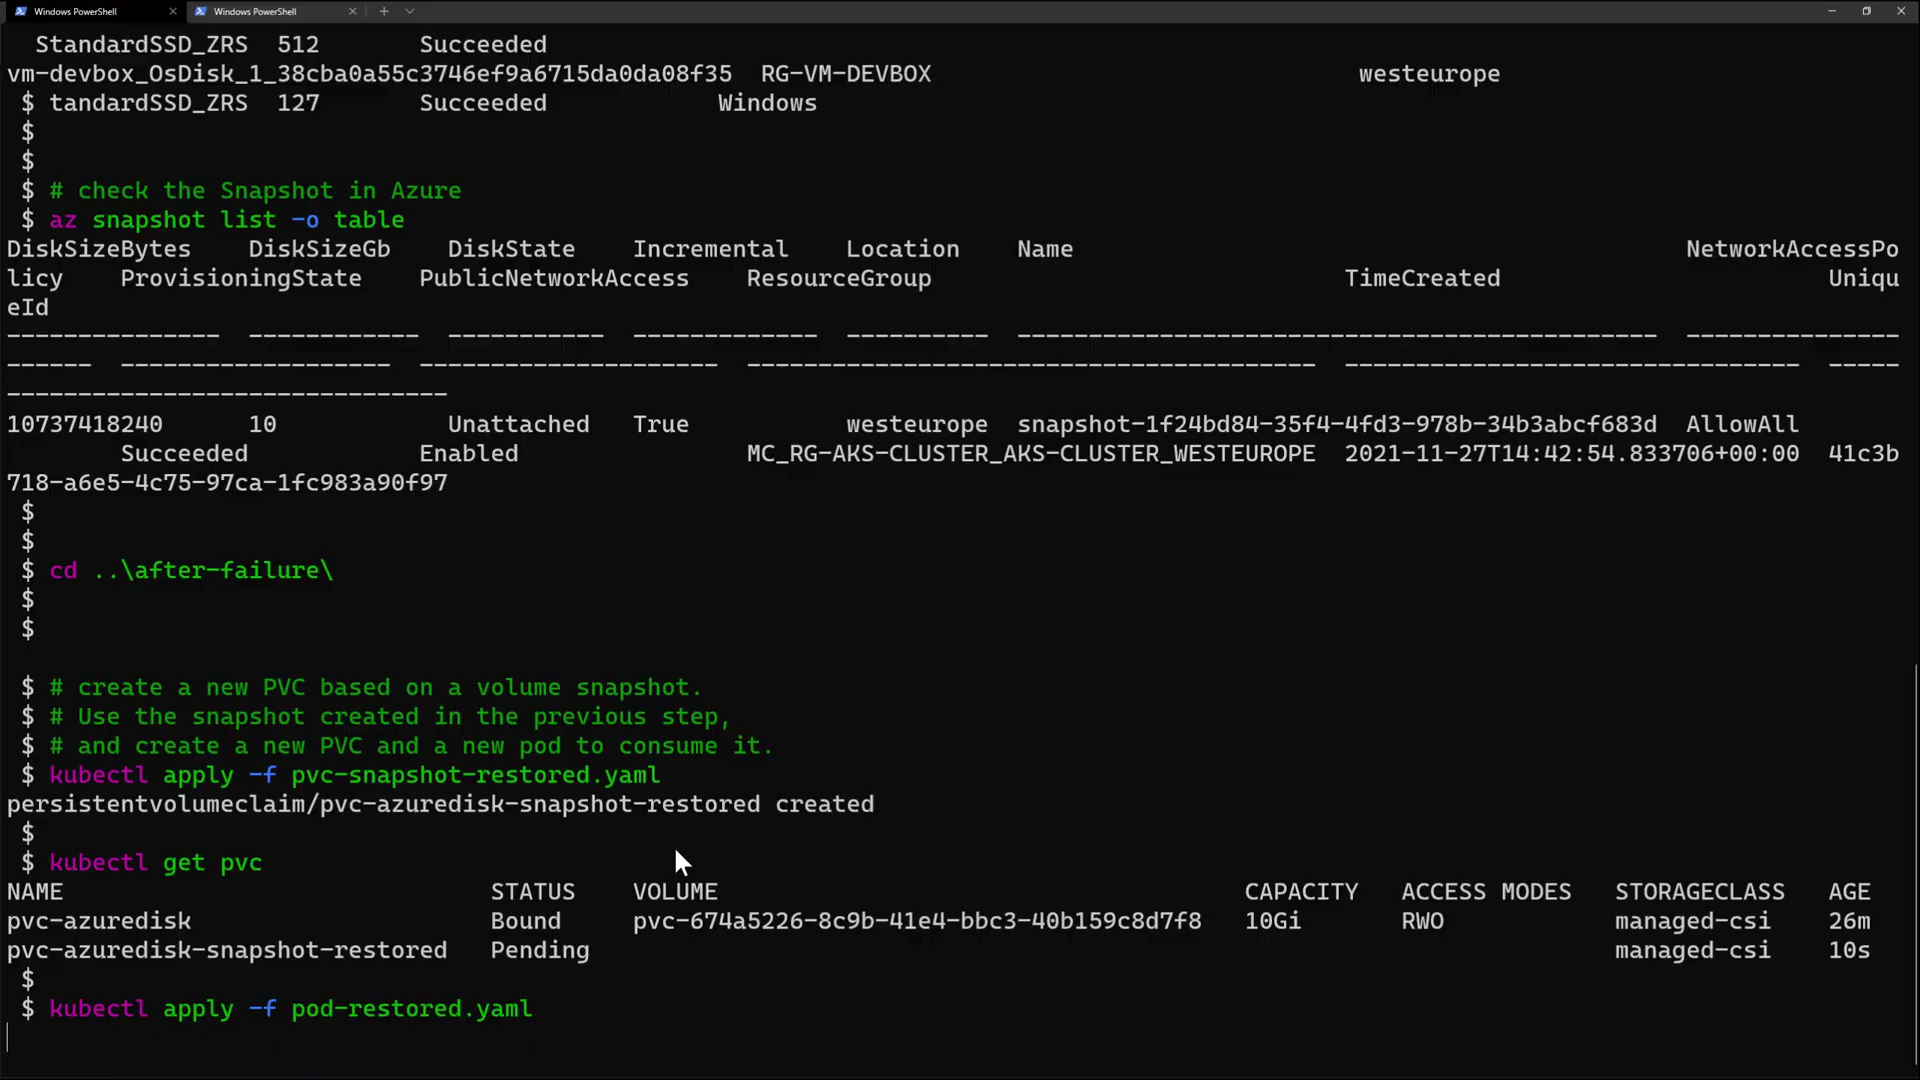 Windows PowerShell
Windows PowerShell
StandardSSD_ZRS 512 Succeeded
vm-devbox_OsDisk_1_38cba0a55c3746ef9a6715da0da08f35 RG-VM-DEVBOX westeurope
$ tandardSSD_ZRS 127 Succeeded Windows
$
$
$ # check the Snapshot in Azure
$ az snapshot list -o table
DiskSizeBytes DiskSizeGb DiskState Incremental Location Name NetworkAccessPo
licy ProvisioningState PublicNetworkAccess ResourceGroup TimeCreated Uniqu
eId
--------------- ------------ ----------- ------------- ---------- --------------------------------------------- ---------------
------ ------------------- --------------------- ---------------------------------------- -------------------------------- -----
-------------------------------
10737418240 10 Unattached True westeurope snapshot-1f24bd84-35f4-4fd3-978b-34b3abcf683d AllowAll
Succeeded Enabled MC_RG-AKS-CLUSTER_AKS-CLUSTER_WESTEUROPE 2021-11-27T14:42:54.833706+00:00 41c3b
718-a6e5-4c75-97ca-1fc983a90f97
$
$
$ cd ..\after-failure\
$
$
$ # create a new PVC based on a volume snapshot.
$ # Use the snapshot created in the previous step,
$ # and create a new PVC and a new pod to consume it.
$ kubectl apply -f pvc-snapshot-restored.yaml
persistentvolumeclaim/pvc-azuredisk-snapshot-restored created
$
$ kubectl get pvc
NAME STATUS VOLUME CAPACITY ACCESS MODES STORAGECLASS AGE
pvc-azuredisk Bound pvc-674a5226-8c9b-41e4-bbc3-40b159c8d7f8 10Gi RWO managed-csi 26m
pvc-azuredisk-snapshot-restored Pending managed-csi 10s
$
$ kubectl apply -f pod-restored.yaml